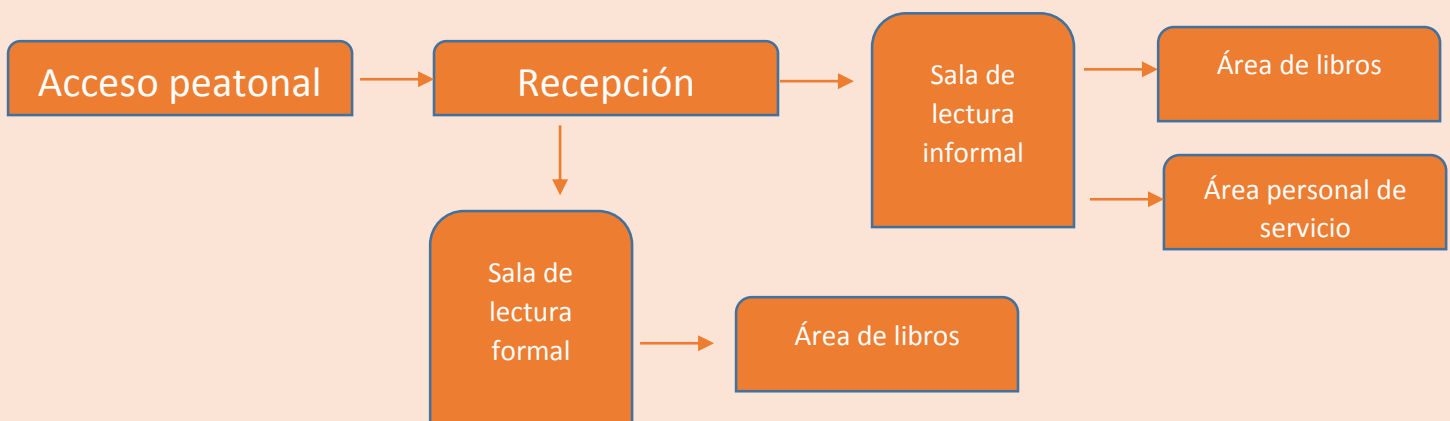 Acceso peatonal
Recepción
Sala de
lectura
informal
Área de libros
Área personal de
servicio
Sala de
lectura
formal
Área de libros